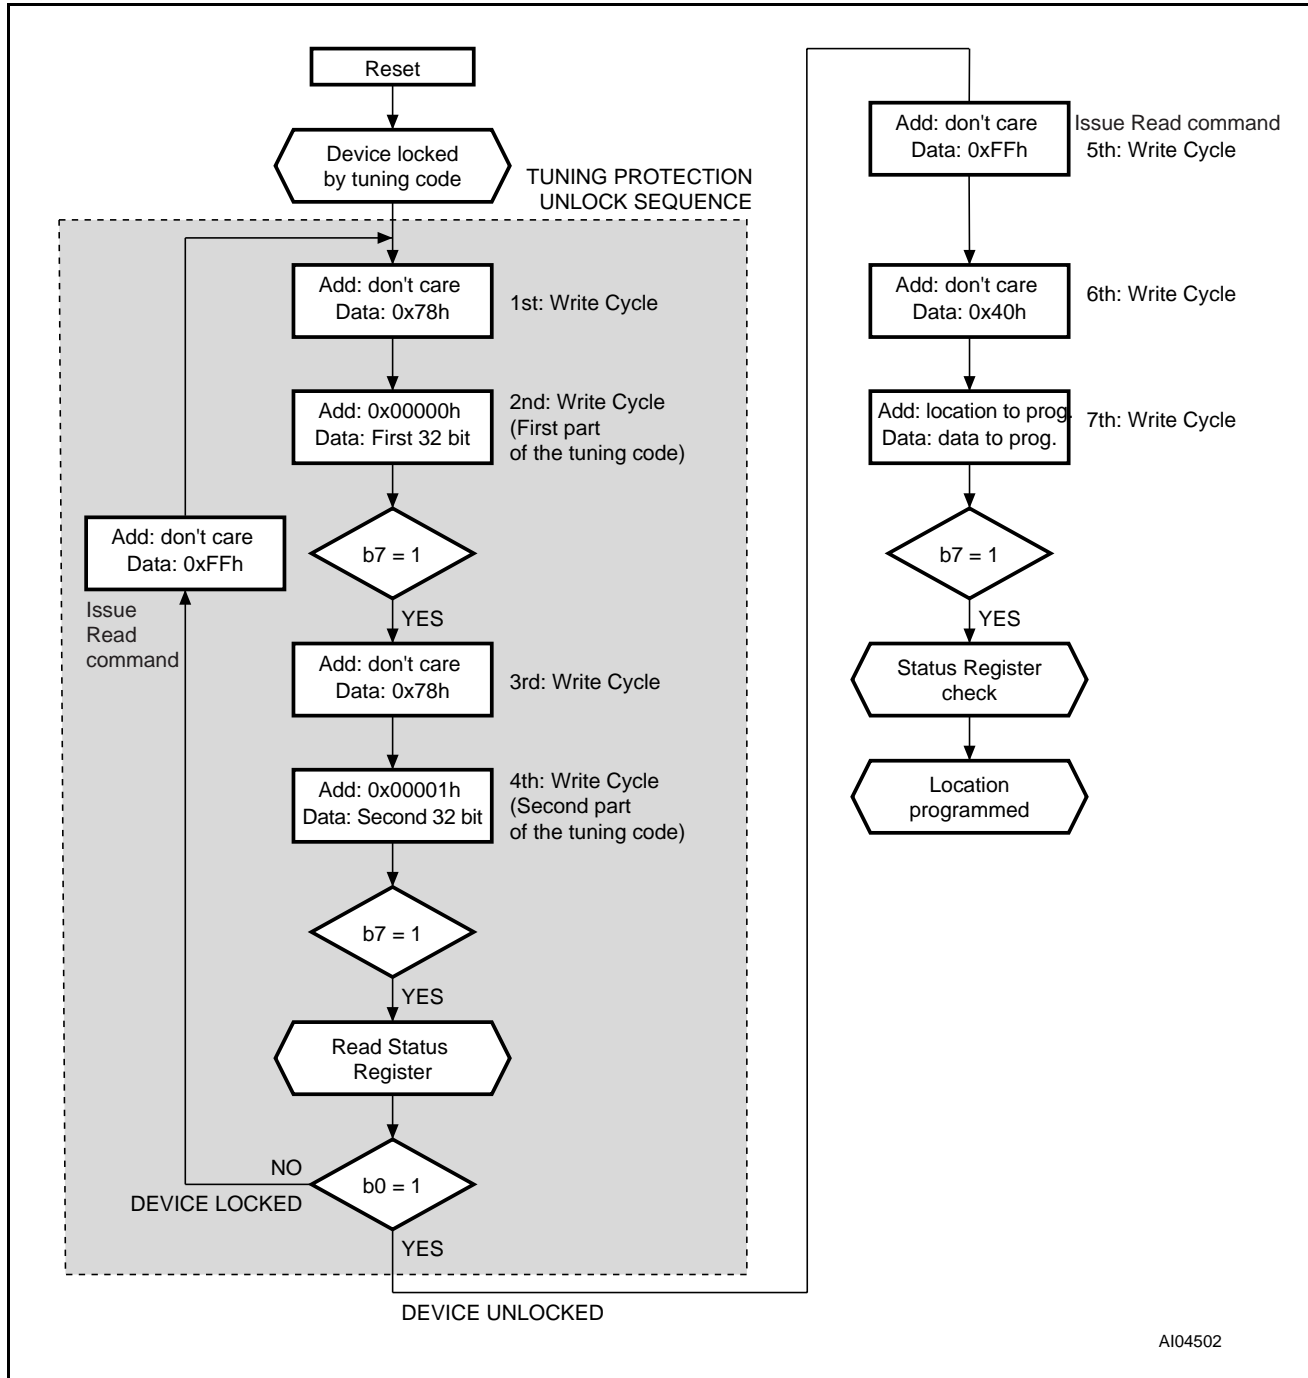 Reset
Device locked
by tuning code
TUNING PROTECTION
UNLOCK SEQUENCE
Add: don't care
Data: 0x78h
1st: Write Cycle
Add: 0x00000h
Data: First 32 bit
2nd: Write Cycle
(First part
of the tuning code)
b7 = 1
YES
Add: don't care
Data: 0xFFh
Issue
Read
command
Add: don't care
Data: 0x78h
3rd: Write Cycle
Add: 0x00001h
Data: Second 32 bit
4th: Write Cycle
(Second part
of the tuning code)
b7 = 1
YES
Read Status
Register
b0 = 1
NO
DEVICE LOCKED
YES
DEVICE UNLOCKED
Add: don't care
Data: 0xFFh
Issue Read command
5th: Write Cycle
Add: don't care
Data: 0x40h
6th: Write Cycle
Add: location to prog.
Data: data to prog.
7th: Write Cycle
b7 = 1
YES
Status Register
check
Location
programmed
AI04502